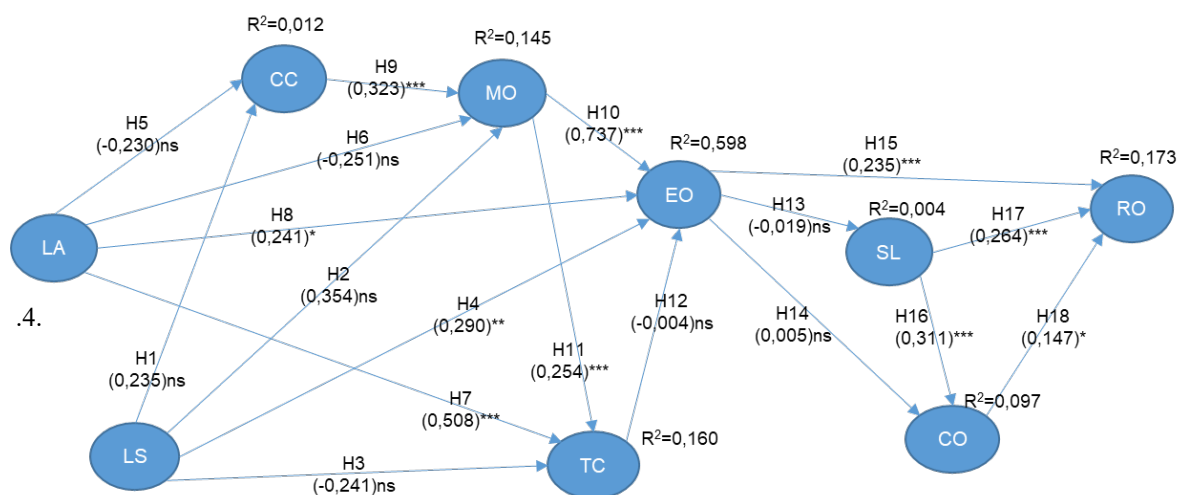 R²=0,012
CC
H9
(0,323)***
R²=0,145
MO
H5
(-0,230)ns
H6
(-0,251)ns
H10
(0,737)***
R²=0,598
EO
H15
(0,235)***
R²=0,173
RO
LA
H8
(0,241)*
H13
(-0,019)ns
R²=0,004
SL
H17
(0,264)***
.4.
H2
(0,354)ns
H4
(0,290)**
H12
(-0,004)ns
H14
(0,005)ns
H16
(0,311)***
H18
(0,147)*
H1
(0,235)ns
H11
(0,254)***
H7
(0,508)***
R²=0,097
CO
LS
H3
(-0,241)ns
TC
R²=0,160